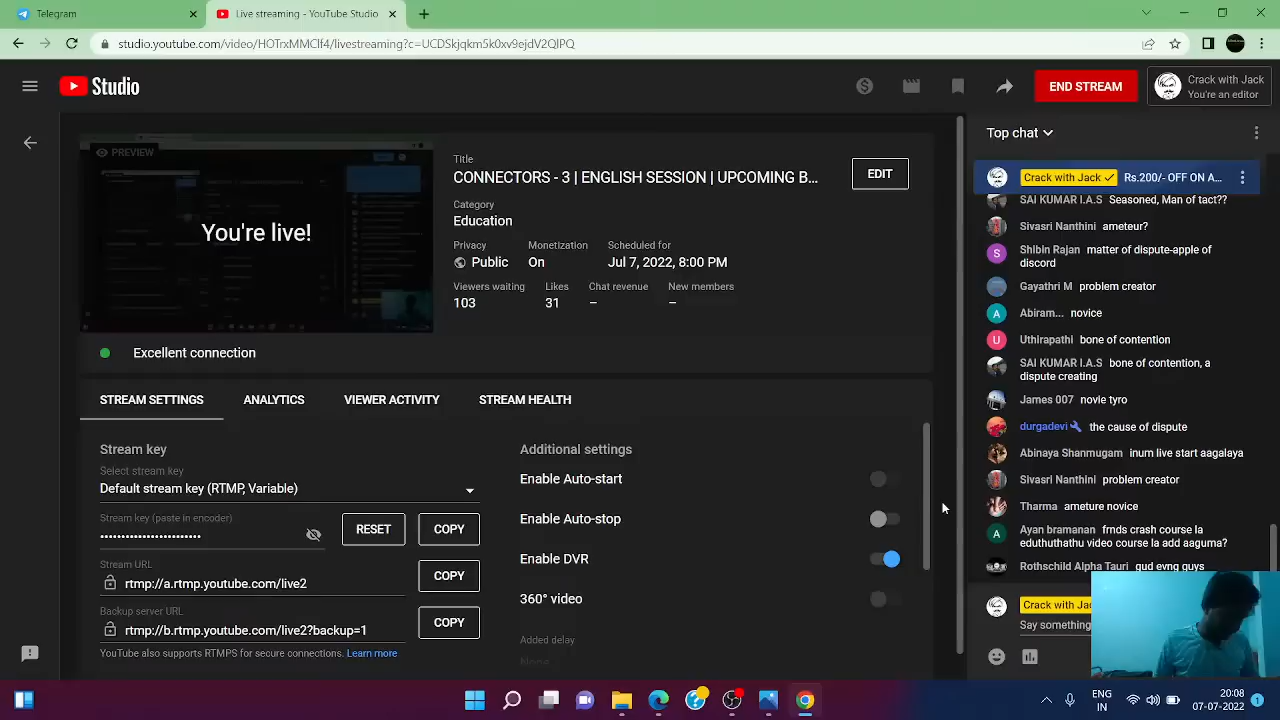 Telegram
Live streaming - YouTube Studio
studio.youtube.com/video/HOTrxMMClf4/livestreaming?c=UCDSkjqkm5k0xv9ejdV2QlPQ
Studio
END STREAM
Crack with Jack
You're an editor
PREVIEW
You're live!
Title
CONNECTORS - 3 | ENGLISH SESSION | UPCOMING B...
EDIT
Category
Education
Privacy Monetization Scheduled for
Public On Jul 7, 2022, 8:00 PM
Viewers waiting Likes Chat revenue New members
103 31 – –
Excellent connection
STREAM SETTINGS ANALYTICS VIEWER ACTIVITY STREAM HEALTH
Stream key
Select stream key
Default stream key (RTMP, Variable)
Stream key (paste in encoder)
RESET COPY
Stream URL
rtmp://a.rtmp.youtube.com/live2
COPY
Backup server URL
rtmp://b.rtmp.youtube.com/live2?backup=1
COPY
YouTube also supports RTMPS for secure connections. Learn more
Additional settings
Enable Auto-start
Enable Auto-stop
Enable DVR
360° video
Added delay
None
Top chat
Crack with Jack Rs.200/- OFF ON A...
SAI KUMAR I.A.S Seasoned, Man of tact??
Sivasri Nanthini ameteur?
S Shibin Rajan matter of dispute-apple of
discord
Gayathri M problem creator
A Abiram... novice
U Uthirapathi bone of contention
SAI KUMAR I.A.S bone of contention, a
dispute creating
James 007 novle tyro
durgadevi the cause of dispute
Abinaya Shanmugam inum live start aagalaya
Sivasri Nanthini problem creator
Tharma ameture novice
A Ayan bramanan frnds crash course la
eduthuthathu video course la add aaguma?
Rothschild Alpha Tauri gud evng guys
Crack with Jac
Say something
ENG
IN
20:08
07-07-2022
1